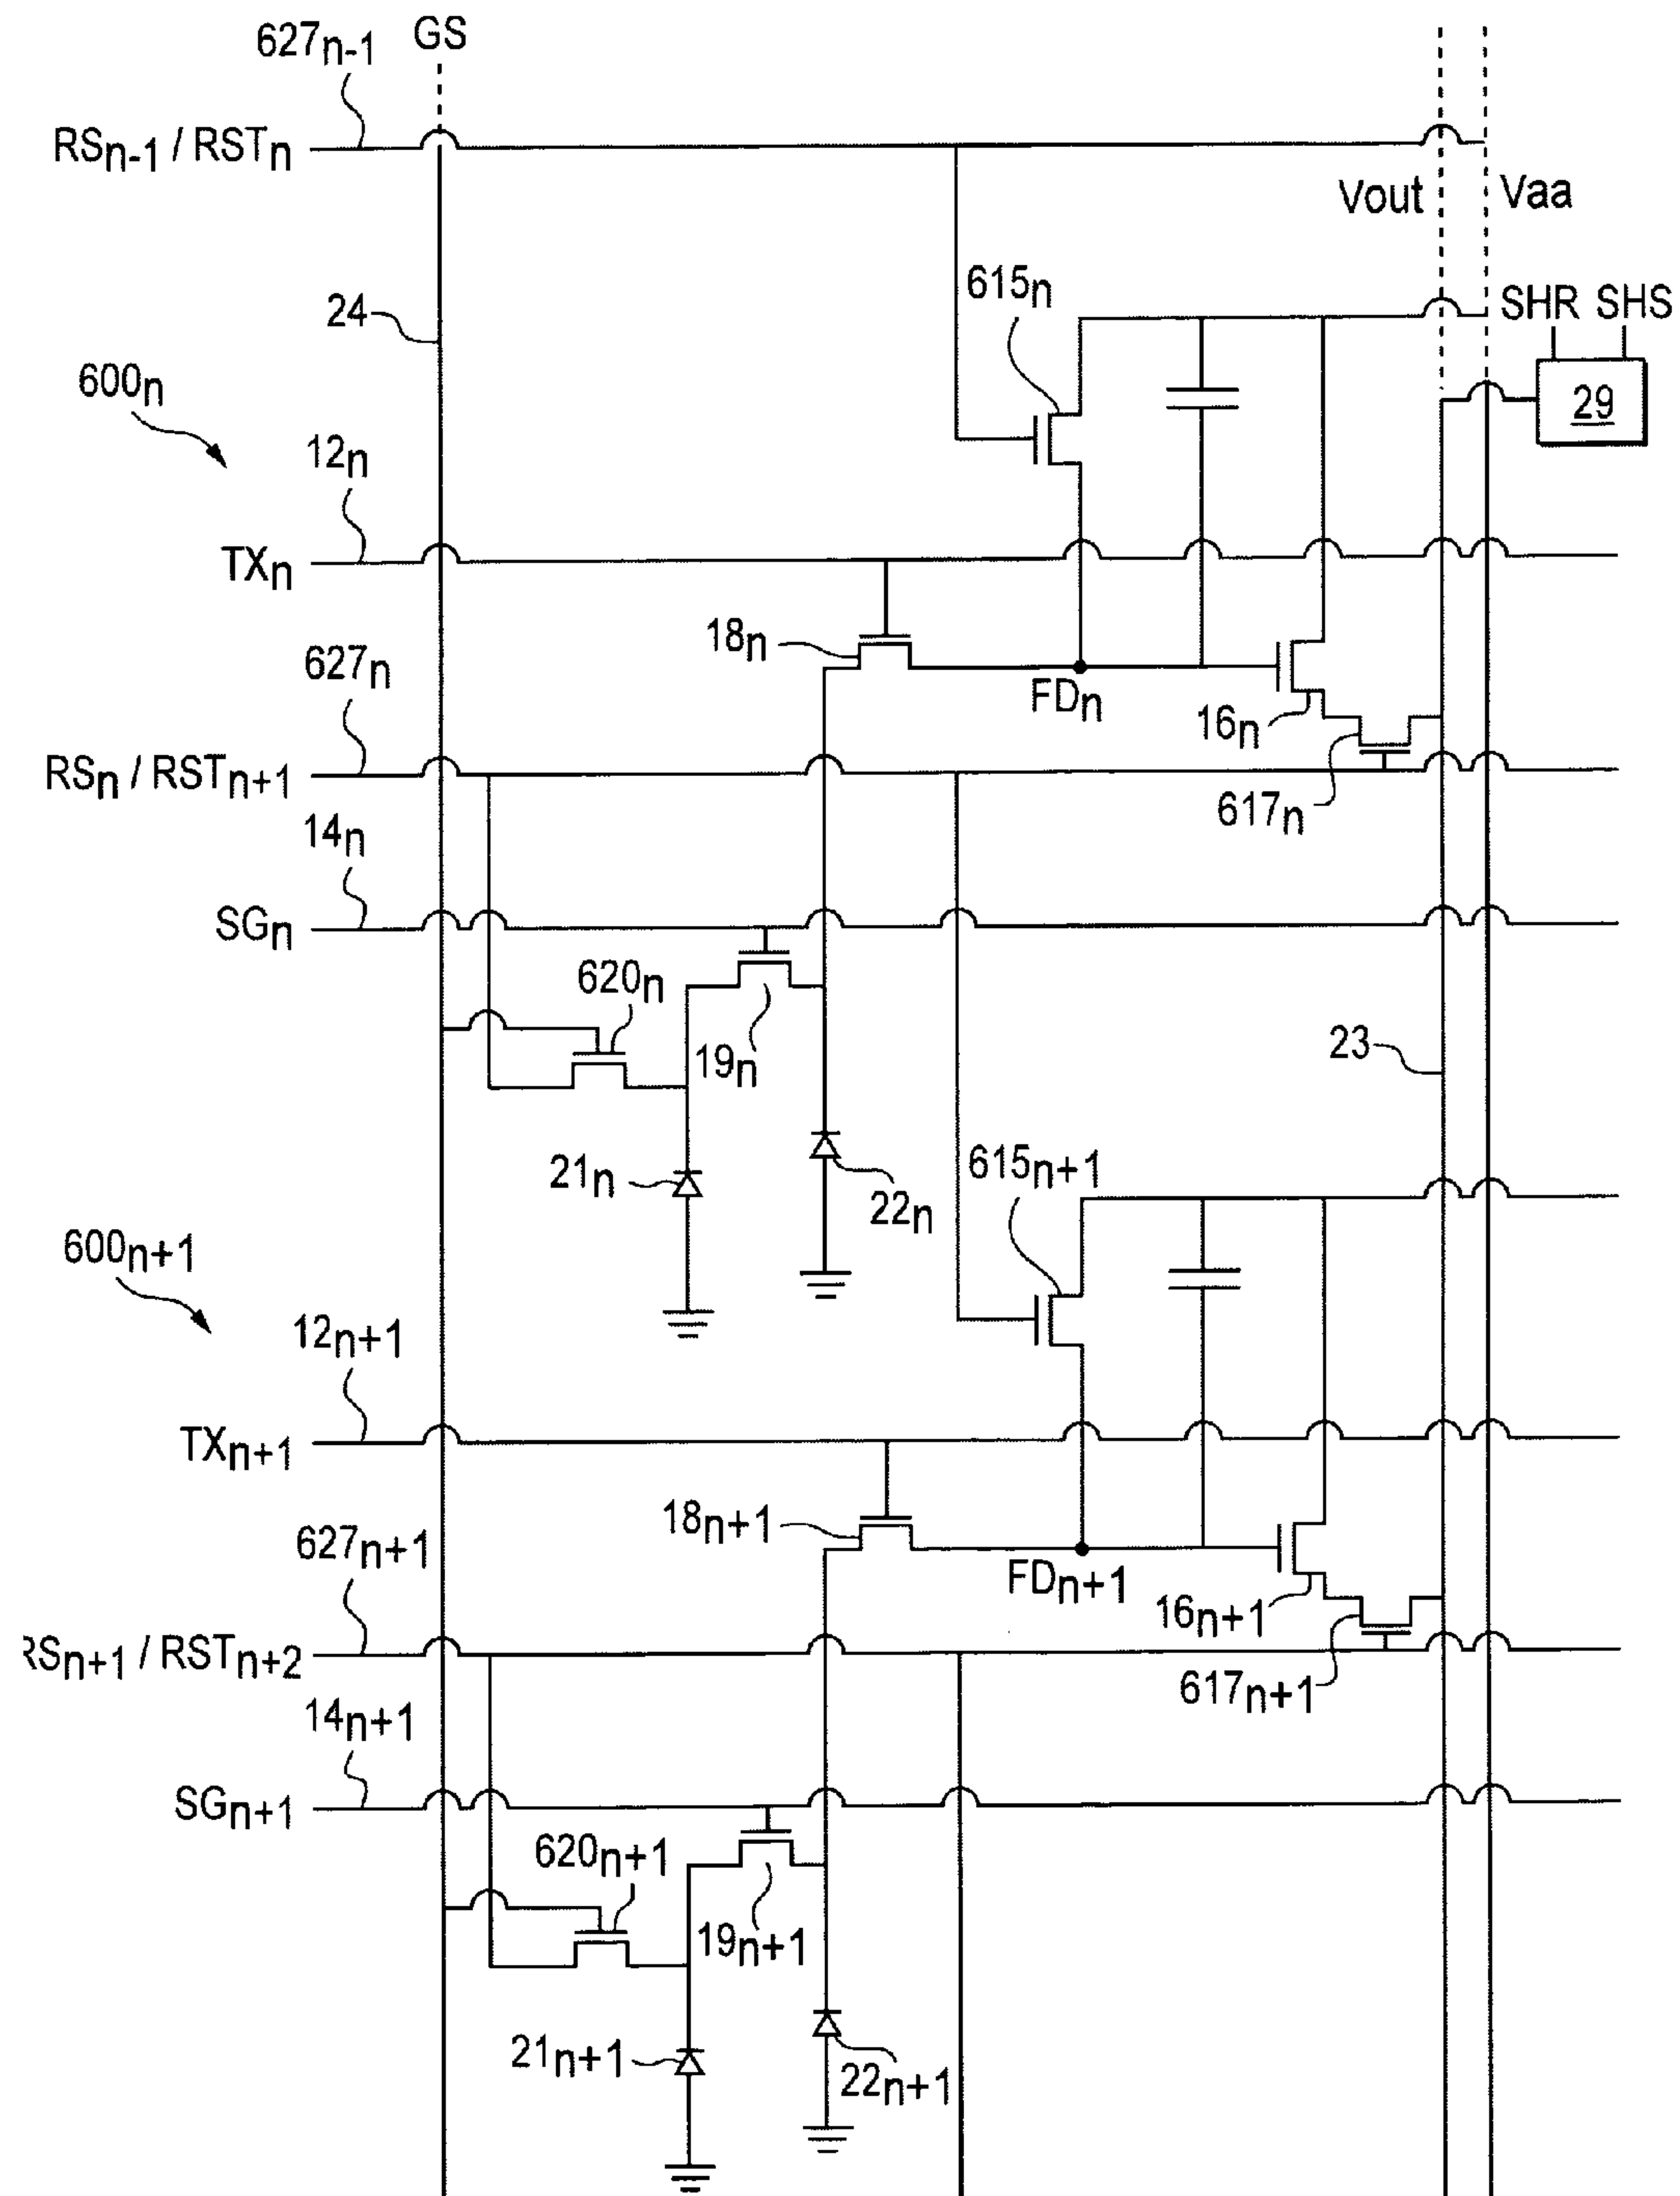 627n-1 GS
RSn-1 / RSTn
Vout Vaa
615n
SHR SHS
24
600n
29
12n
TXn
18n
627n
FDn
16n
RSn / RSTn+1
617n
14n
SGn
620n
19n
23
21n
615n+1
22n
600n+1
12n+1
TXn+1
18n+1
627n+1
FDn+1
16n+1
RSn+1 / RSTn+2
617n+1
14n+1
SGn+1
620n+1
19n+1
21n+1
22n+1